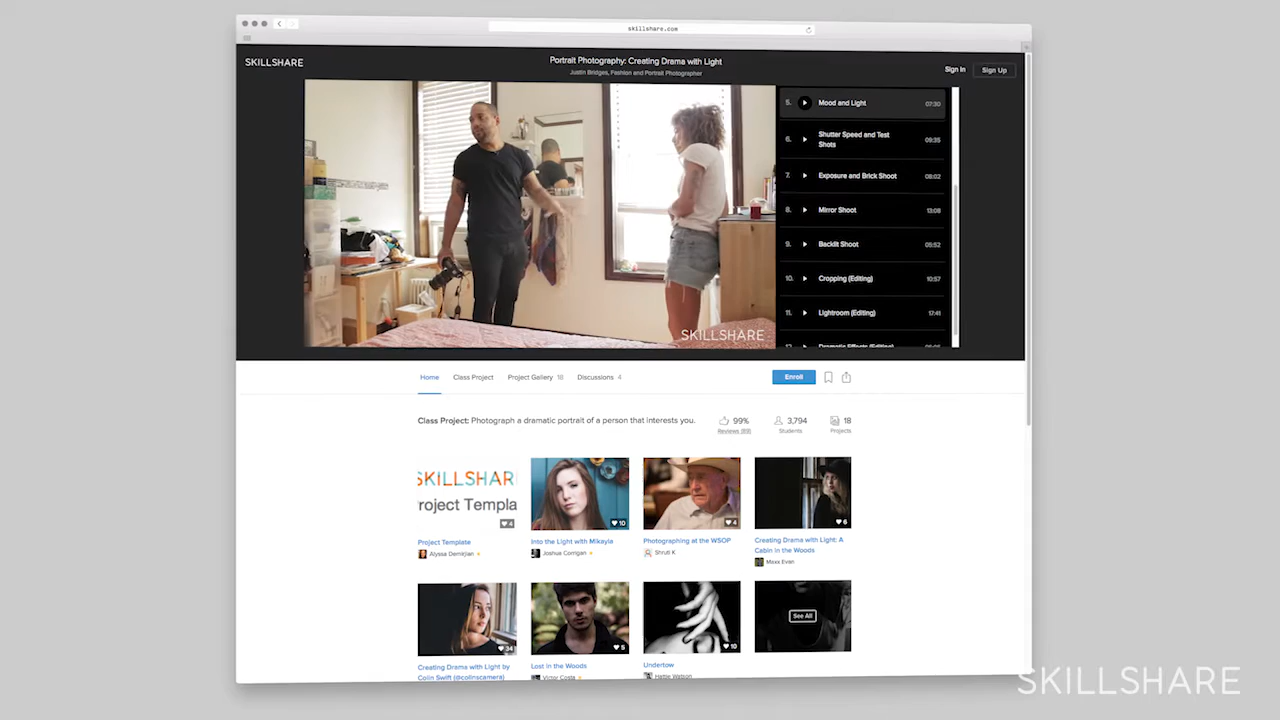 skillshare.com
SKILLSHARE
Portrait Photography: Creating Drama with Light
Justin Bridges, Fashion and Portrait Photographer
Sign In
Sign Up
5. Mood and Light 07:30
6. Shutter Speed and Test Shots 09:35
7. Exposure and Brick Shoot 08:02
8. Mirror Shoot 13:08
9. Backlit Shoot 09:52
10. Cropping (Editing) 10:57
11. Lightroom (Editing) 17:41
12. Dramatic Effects (Editing)
SKILLSHARE
Home
Class Project
Project Gallery 18
Discussions 4
Enroll
Class Project: Photograph a dramatic portrait of a person that interests you.
99%
Reviews
3,794
Students
18
Projects
SKILLSHAR
roject Templa
4
10
4
6
Project Template
Alyssa Demirjian
Into the Light with Mikayla
Joshua Corrigan
Photographing at the WSOP
Shruti K
Creating Drama with Light: A
Cabin in the Woods
Maxx Evan
34
5
10
See All
Creating Drama with Light by
Colin Swift (@colinscamera)
Lost in the Woods
Victor Costa
Undertow
Hattie Watson
SKILLSHARE